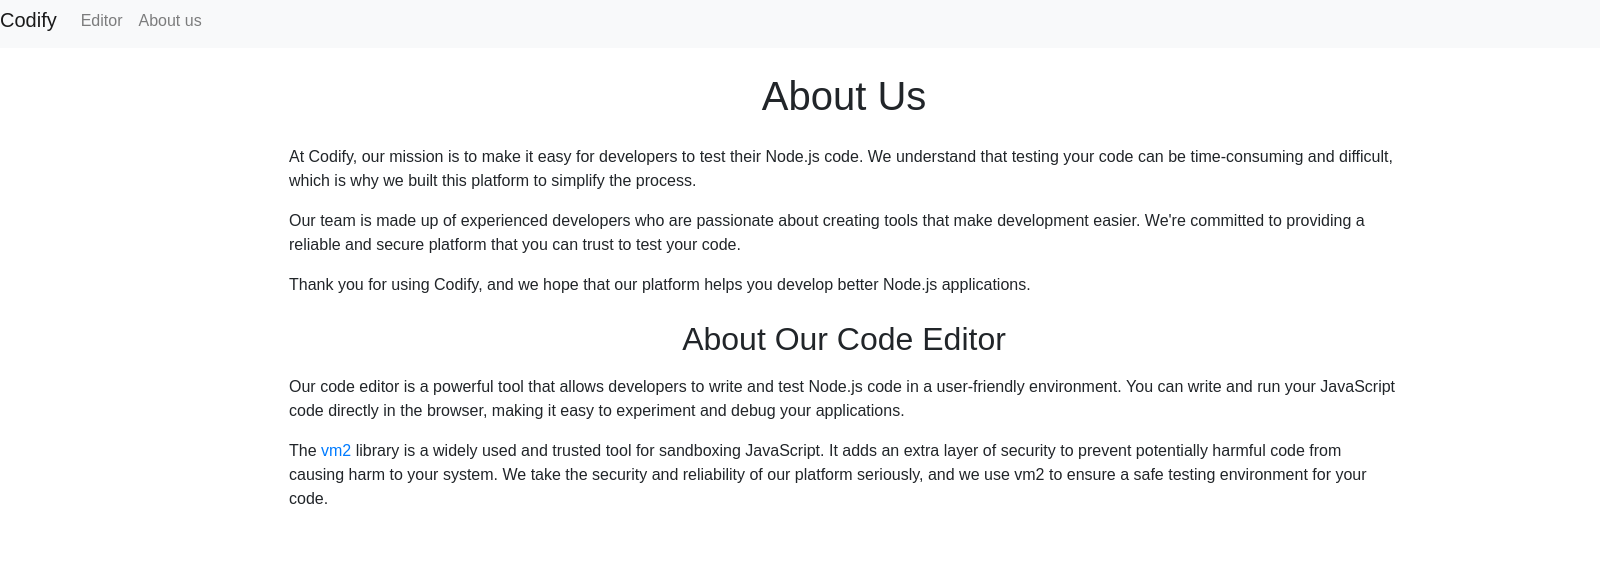 Codify Editor About us
About Us
At Codify, our mission is to make it easy for developers to test their Node.js code. We understand that testing your code can be time-consuming and difficult,
which is why we built this platform to simplify the process.
Our team is made up of experienced developers who are passionate about creating tools that make development easier. We're committed to providing a
reliable and secure platform that you can trust to test your code.
Thank you for using Codify, and we hope that our platform helps you develop better Node.js applications.
About Our Code Editor
Our code editor is a powerful tool that allows developers to write and test Node.js code in a user-friendly environment. You can write and run your JavaScript
code directly in the browser, making it easy to experiment and debug your applications.
The vm2 library is a widely used and trusted tool for sandboxing JavaScript. It adds an extra layer of security to prevent potentially harmful code from
causing harm to your system. We take the security and reliability of our platform seriously, and we use vm2 to ensure a safe testing environment for your
code.